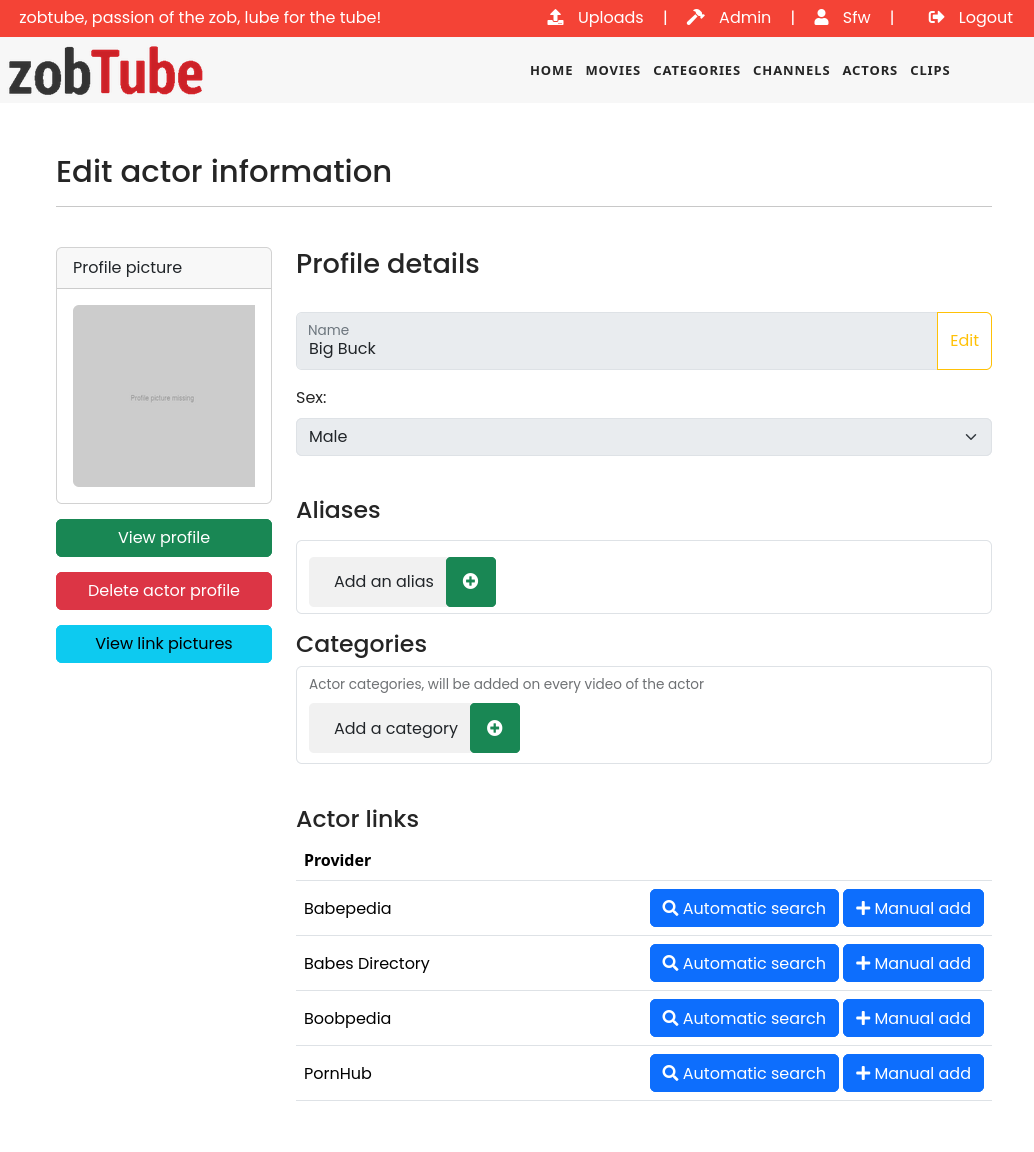 zobtube, passion of the zob, lube for the tube!
Uploads | Admin | Sfw | Logout
zobTube
HOME MOVIES CATEGORIES CHANNELS ACTORS CLIPS
Edit actor information
Profile picture
Profile picture missing
View profile
Delete actor profile
View link pictures
Profile details
Name
Big Buck
Edit
Sex:
Male
Aliases
Add an alias
Categories
Actor categories, will be added on every video of the actor
Add a category
Actor links
Provider
Babepedia Automatic search Manual add
Babes Directory Automatic search Manual add
Boobpedia Automatic search Manual add
PornHub Automatic search Manual add